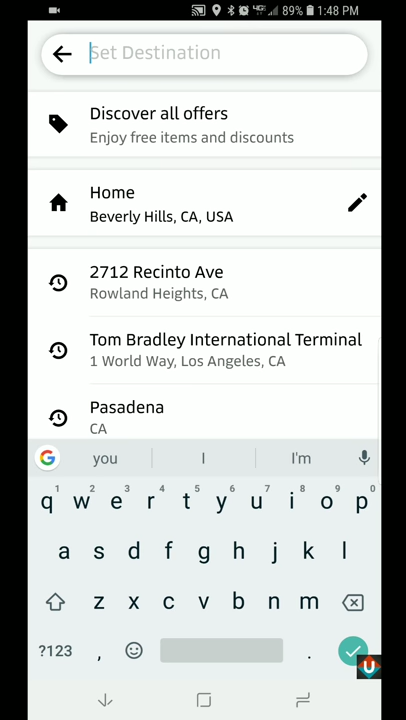 89% 1:48 PM
Set Destination
Discover all offers
Enjoy free items and discounts
Home
Beverly Hills, CA, USA
2712 Recinto Ave
Rowland Heights, CA
Tom Bradley International Terminal
1 World Way, Los Angeles, CA
Pasadena
CA
G you I I'm
1 2 3 4 5 6 7 8 9 0
q w e r t y u i o p
a s d f g h j k l
z x c v b n m
?123 , .
U